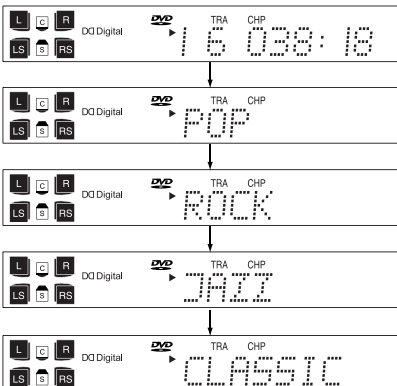 L C R
LS S RS
DD Digital
DVD
TRA CHP
1 6 038:18
L C R
LS S RS
DD Digital
DVD
TRA CHP
POP
L C R
LS S RS
DD Digital
DVD
TRA CHP
ROCK
L C R
LS S RS
DD Digital
DVD
TRA CHP
JAZZ
L C R
LS S RS
DD Digital
DVD
TRA CHP
CLASSIC